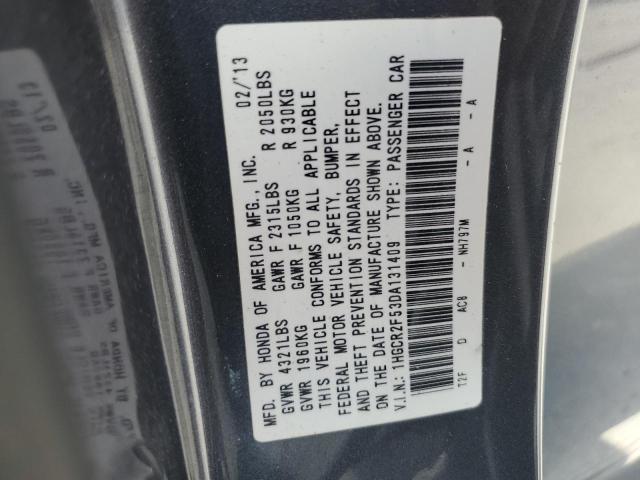 MFD. BY HONDA OF AMERICA MFG., INC. 02/'13
GVWR 4321LBS GAWR F 2315LBS R 2050LBS
GVWR 1960KG GAWR F 1050KG R 930KG
THIS VEHICLE CONFORMS TO ALL APPLICABLE
FEDERAL MOTOR VEHICLE SAFETY, BUMPER,
AND THEFT PREVENTION STANDARDS IN EFFECT
ON THE DATE OF MANUFACTURE SHOWN ABOVE.
V.I.N.: 1HGCR2F53DA131409 TYPE: PASSENGER CAR
T2F D AC8 - NH797M - A - A